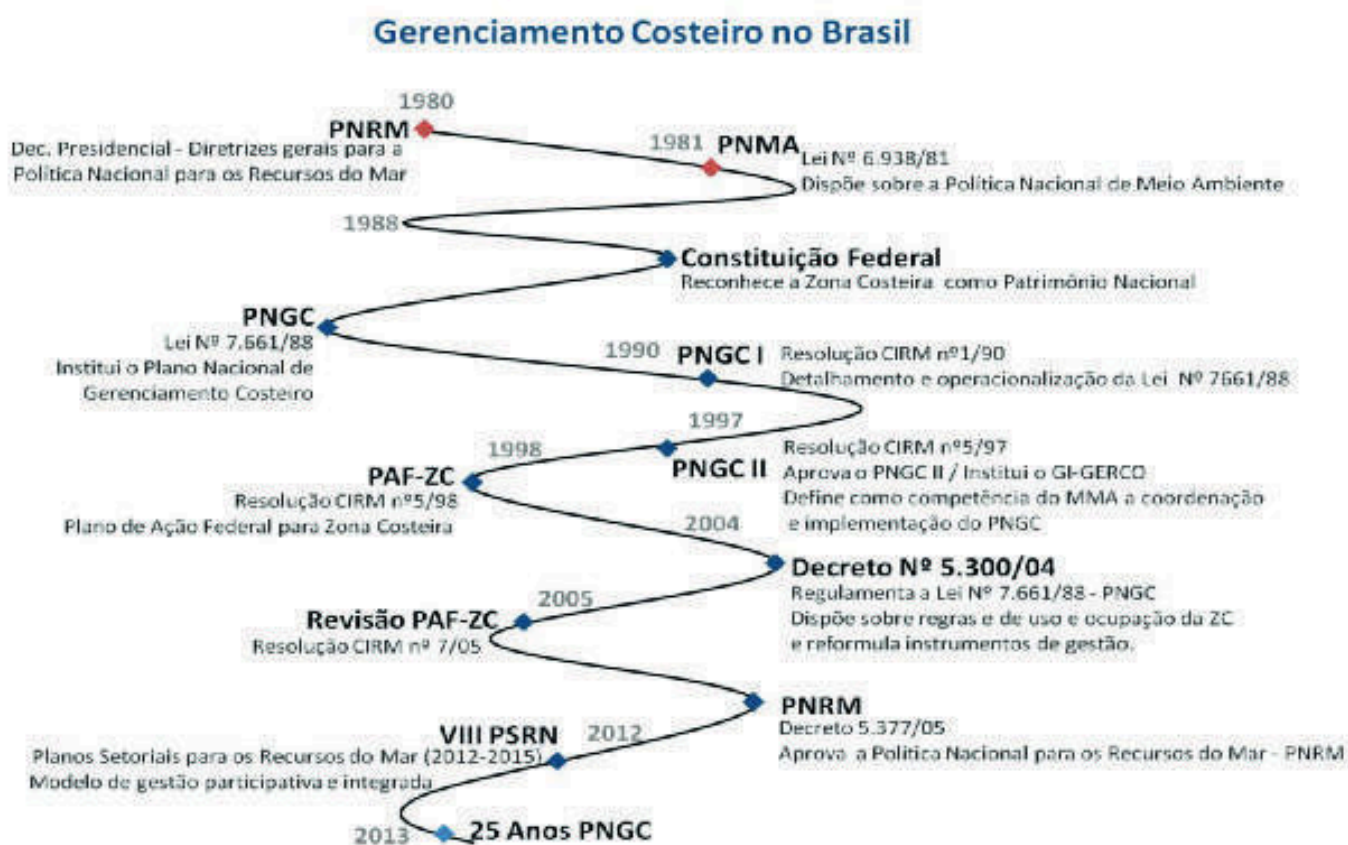 Gerenciamento Costeiro no Brasil
1980
PNRM
Dec. Presidencial - Diretrizes gerais para a
Política Nacional para os Recursos do Mar
1981
PNMA
Lei Nº 6.938/81
Dispõe sobre a Política Nacional de Meio Ambiente
1988
Constituição Federal
Reconhece a Zona Costeira como Patrimônio Nacional
PNGC
Lei Nº 7.661/88
Institui o Plano Nacional de
Gerenciamento Costeiro
1990
PNGC I
Resolução CIRM nº1/90
Detalhamento e operacionalização da Lei Nº 7661/88
1997
PNGC II
Resolução CIRM nº5/97
Aprova o PNGC II / Institui o GI-GERCO
Define como competência do MMA a coordenação
e implementação do PNGC
1998
PAF-ZC
Resolução CIRM nº5/98
Plano de Ação Federal para Zona Costeira
2004
Decreto Nº 5.300/04
Regulamenta a Lei Nº 7.661/88 - PNGC
Dispõe sobre regras e de uso e ocupação da ZC
e reformula instrumentos de gestão.
2005
Revisão PAF-ZC
Resolução CIRM nº 7/05
PNRM
Decreto 5.377/05
Aprova a Política Nacional para os Recursos do Mar - PNRM
2012
VIII PSRN
Planos Setoriais para os Recursos do Mar (2012-2015)
Modelo de gestão participativa e integrada
2013
25 Anos PNGC